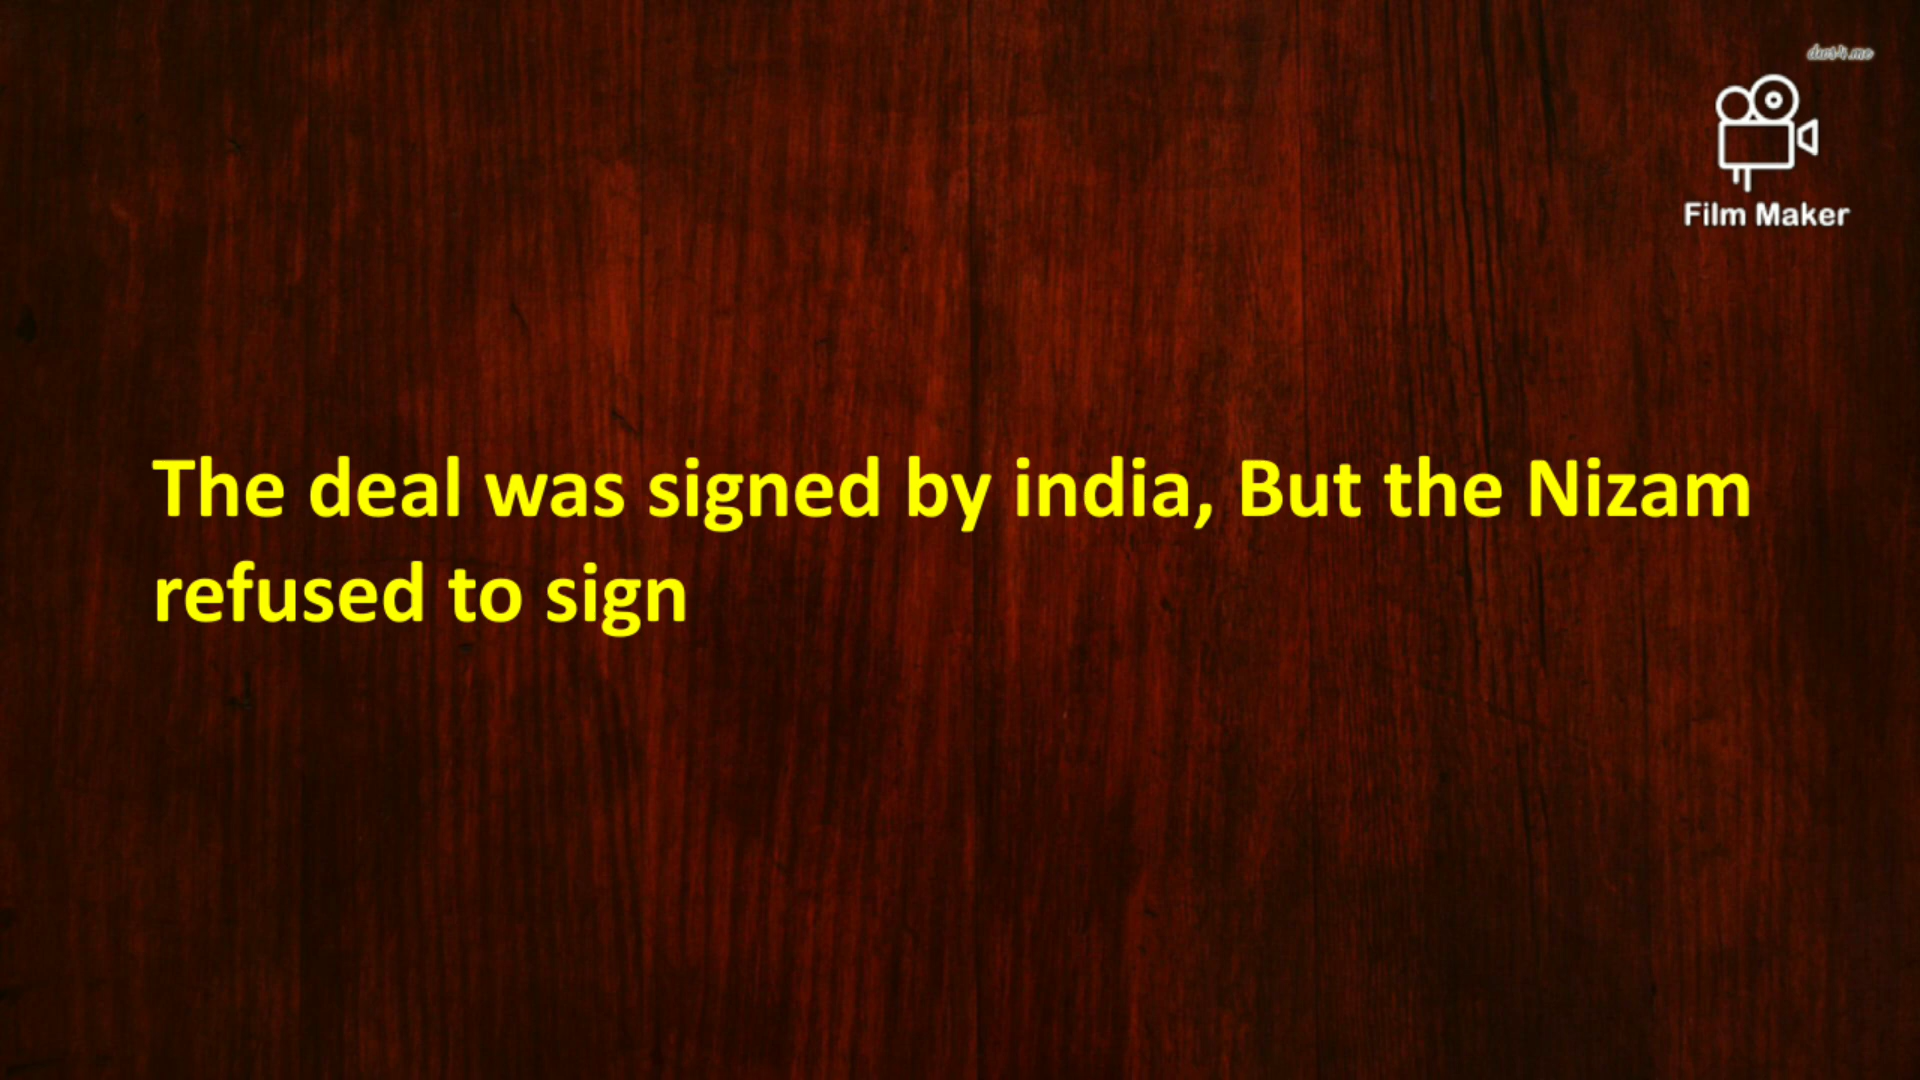 Film Maker
The deal was signed by india, But the Nizam
refused to sign